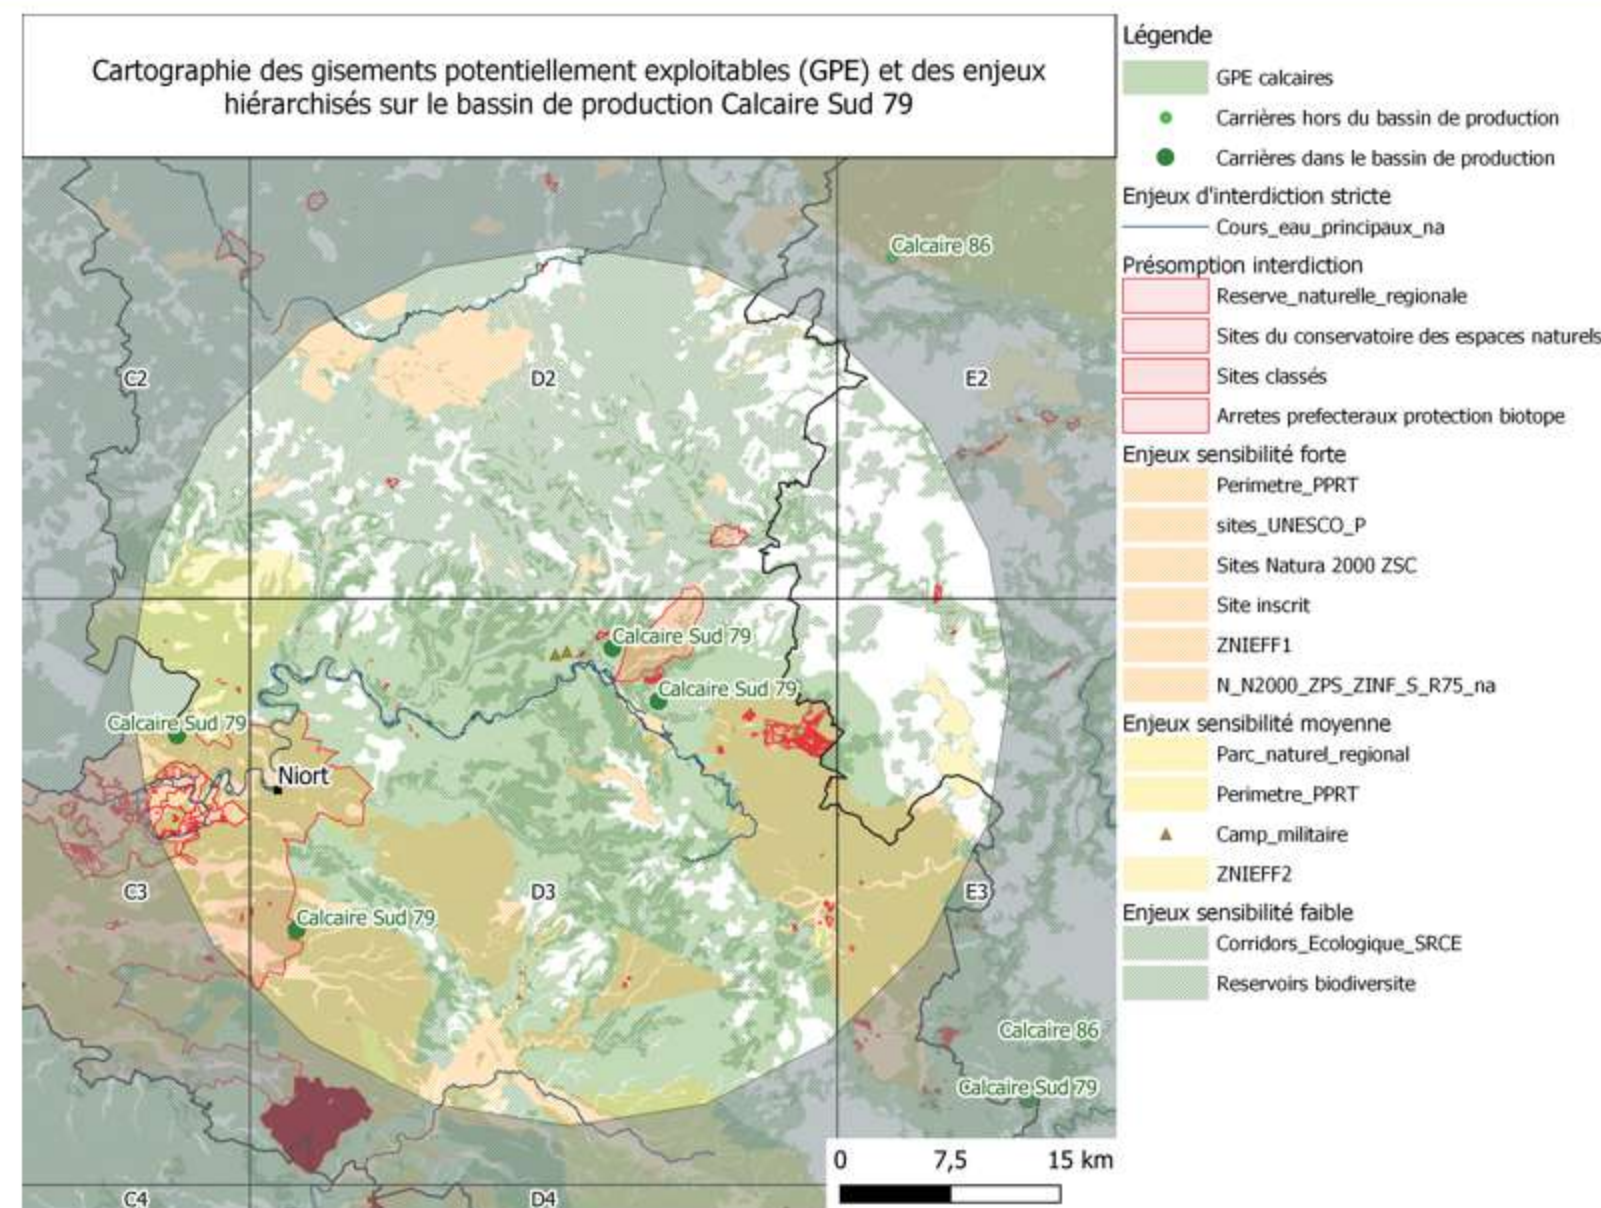 Cartographie des gisements potentiellement exploitables (GPE) et des enjeux
hiérarchisés sur le bassin de production Calcaire Sud 79
Légende
GPE calcaires
Carrières hors du bassin de production
Carrières dans le bassin de production
Enjeux d'interdiction stricte
Cours_eau_principaux_na
Présomption interdiction
Reserve_naturelle_regionale
Sites du conservatoire des espaces naturels
Sites classés
Arretes prefecteraux protection biotope
Enjeux sensibilité forte
Perimetre_PPRT
sites_UNESCO_P
Sites Natura 2000 ZSC
Site inscrit
ZNIEFF1
N_N2000_ZPS_ZINF_S_R75_na
Enjeux sensibilité moyenne
Parc_naturel_regional
Perimetre_PPRT
Camp_militaire
ZNIEFF2
Enjeux sensibilité faible
Corridors_Ecologique_SRCE
Reservoirs biodiversite
Calcaire 86
C2
D2
E2
Calcaire Sud 79
Calcaire Sud 79
Calcaire Sud 79
Niort
C3
D3
E3
Calcaire Sud 79
Calcaire 86
Calcaire Sud 79
0 7,5 15 km
C4
D4